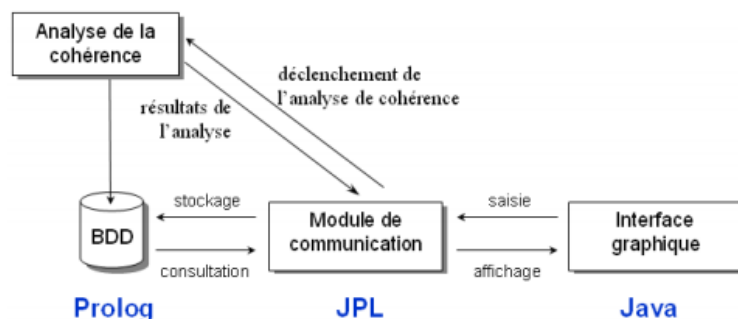 Analyse de la
cohérence
déclenchement de
l'analyse de cohérence
résultats de
l'analyse
stockage
saisie
BDD
Module de
communication
Interface
graphique
consultation
affichage
Prolog
JPL
Java